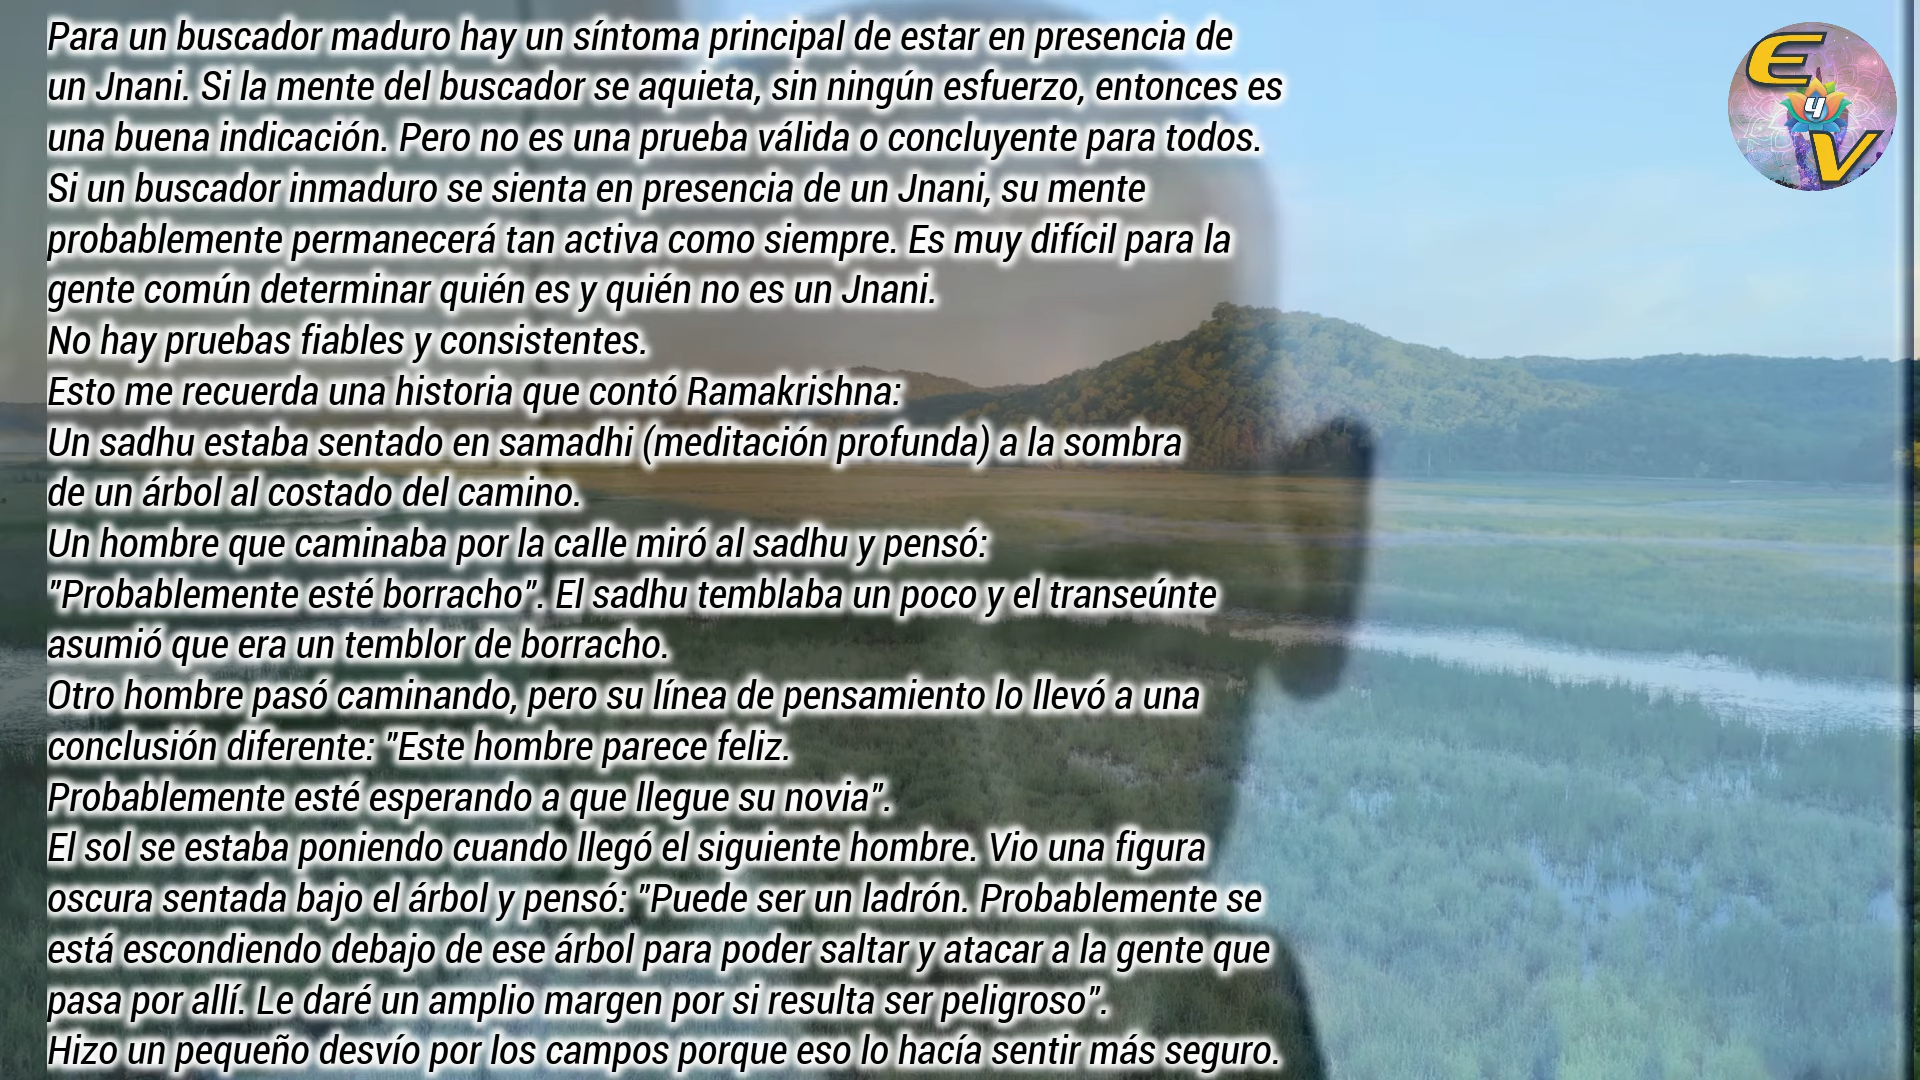 Para un buscador maduro hay un síntoma principal de estar en presencia de
un Jnani. Si la mente del buscador se aquieta, sin ningún esfuerzo, entonces es
una buena indicación. Pero no es una prueba válida o concluyente para todos.
Si un buscador inmaduro se sienta en presencia de un Jnani, su mente
probablemente permanecerá tan activa como siempre. Es muy difícil para la
gente común determinar quién es y quién no es un Jnani.
No hay pruebas fiables y consistentes.
Esto me recuerda una historia que contó Ramakrishna:
Un sadhu estaba sentado en samadhi (meditación profunda) a la sombra
de un árbol al costado del camino.
Un hombre que caminaba por la calle miró al sadhu y pensó:
"Probablemente esté borracho". El sadhu temblaba un poco y el transeúnte
asumió que era un temblor de borracho.
Otro hombre pasó caminando, pero su línea de pensamiento lo llevó a una
conclusión diferente: "Este hombre parece feliz.
Probablemente esté esperando a que llegue su novia".
El sol se estaba poniendo cuando llegó el siguiente hombre. Vio una figura
oscura sentada bajo el árbol y pensó: "Puede ser un ladrón. Probablemente se
está escondiendo debajo de ese árbol para poder saltar y atacar a la gente que
pasa por allí. Le daré un amplio margen por si resulta ser peligroso".
Hizo un pequeño desvío por los campos porque eso lo hacía sentir más seguro.
E
4
V